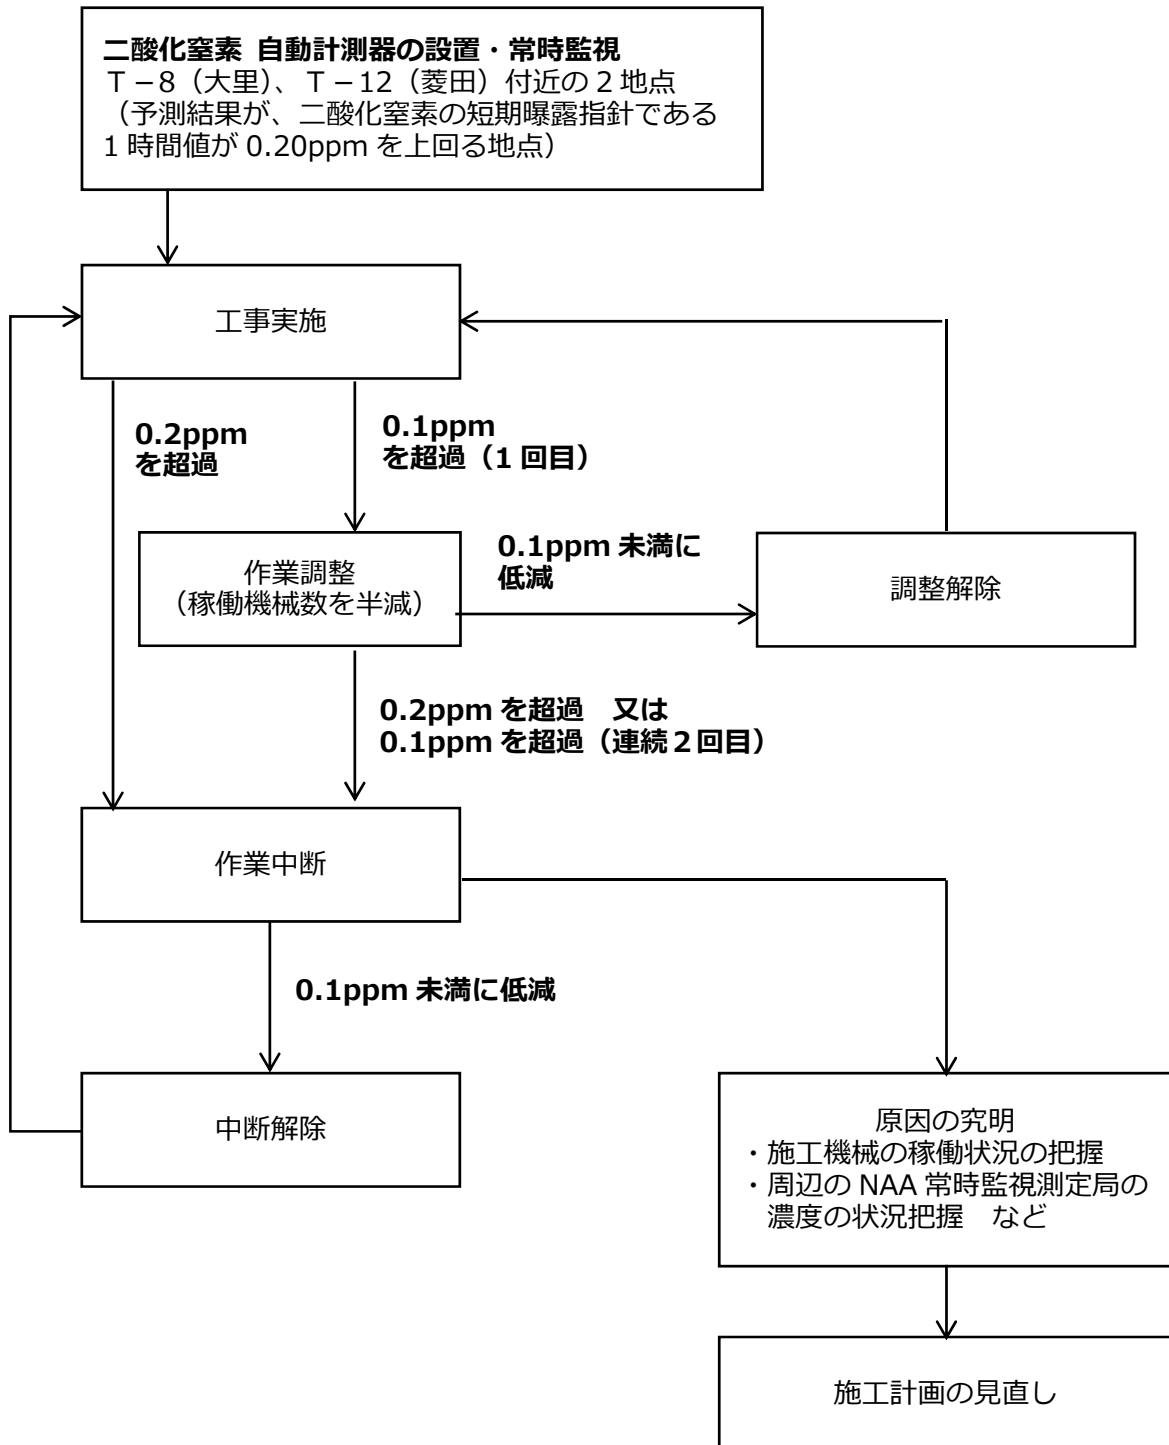 二酸化窒素 自動計測器の設置・常時監視
Ｔ－8（大里）、Ｔ－12（菱田）付近の 2 地点
（予測結果が、二酸化窒素の短期曝露指針である
1 時間値が 0.20ppm を上回る地点）
工事実施
0.2ppm
を超過
0.1ppm
を超過（1 回目）
作業調整
（稼働機械数を半減）
0.1ppm 未満に
低減
調整解除
0.2ppm を超過　又は
0.1ppm を超過（連続２回目）
作業中断
0.1ppm 未満に低減
中断解除
原因の究明
・施工機械の稼働状況の把握
・周辺の NAA 常時監視測定局の
濃度の状況把握　など
施工計画の見直し